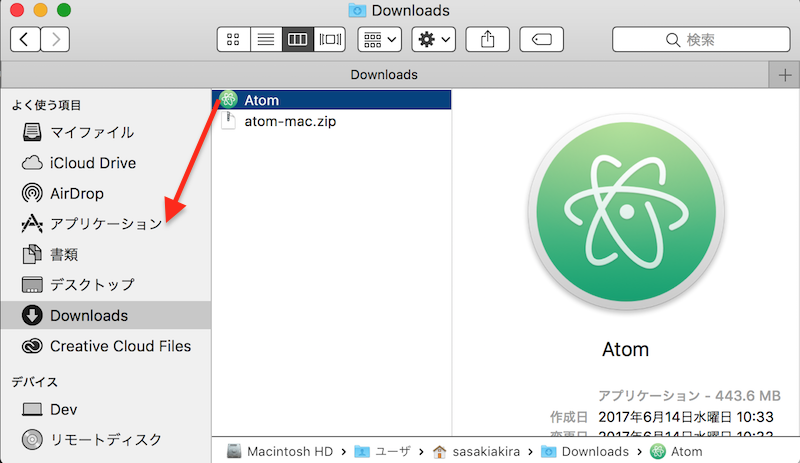 Downloads
検索
Downloads
よく使う項目
マイファイル
iCloud Drive
AirDrop
アプリケーション
書類
デスクトップ
Downloads
Creative Cloud Files
デバイス
Dev
リモートディスク
Atom
atom-mac.zip
Atom
アプリケーション - 443.6 MB
作成日 2017年6月14日水曜日 10:33
変更日 2017年6月14日水曜日 10:33
Macintosh HD › ユーザ › sasakiakira › Downloads › Atom